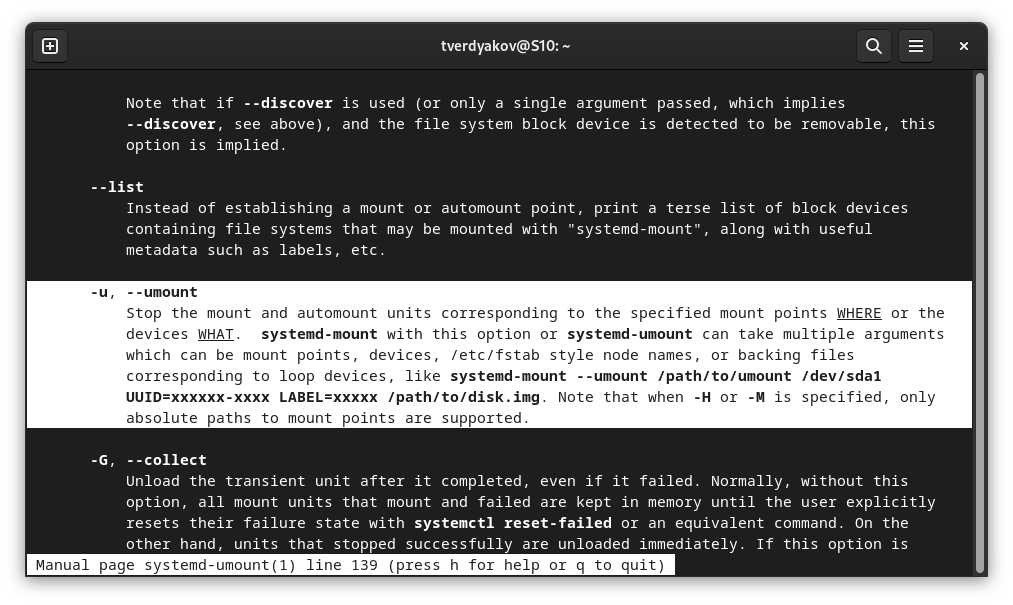 tverdyakov@S10: ~
Note that if --discover is used (or only a single argument passed, which implies
--discover, see above), and the file system block device is detected to be removable, this
option is implied.
--list
Instead of establishing a mount or automount point, print a terse list of block devices
containing file systems that may be mounted with "systemd-mount", along with useful
metadata such as labels, etc.
-u, --umount
Stop the mount and automount units corresponding to the specified mount points WHERE or the
devices WHAT.  systemd-mount with this option or systemd-umount can take multiple arguments
which can be mount points, devices, /etc/fstab style node names, or backing files
corresponding to loop devices, like systemd-mount --umount /path/to/umount /dev/sda1
UUID=xxxxxx-xxxx LABEL=xxxxx /path/to/disk.img. Note that when -H or -M is specified, only
absolute paths to mount points are supported.
-G, --collect
Unload the transient unit after it completed, even if it failed. Normally, without this
option, all mount units that mount and failed are kept in memory until the user explicitly
resets their failure state with systemctl reset-failed or an equivalent command. On the
other hand, units that stopped successfully are unloaded immediately. If this option is
Manual page systemd-umount(1) line 139 (press h for help or q to quit)